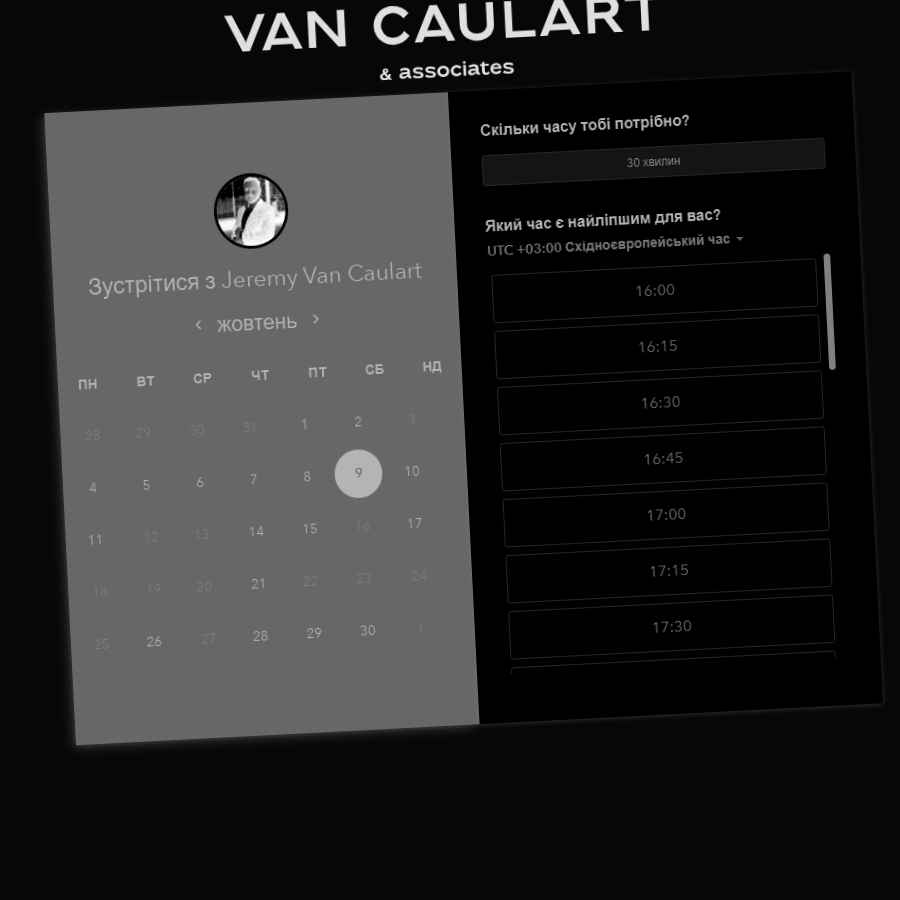 VAN CAULART
& associates
Зустрітися з Jeremy Van Caulart
‹ жовтень ›
ПН ВТ СР ЧТ ПТ СБ НД
28 29 30 31 1 2 3
4 5 6 7 8 9 10
11 12 13 14 15 16 17
18 19 20 21 22 23 24
25 26 27 28 29 30 1
Скільки часу тобі потрібно?
30 хвилин
Який час є найліпшим для вас?
UTC +03:00 Східноєвропейський час
16:00
16:15
16:30
16:45
17:00
17:15
17:30